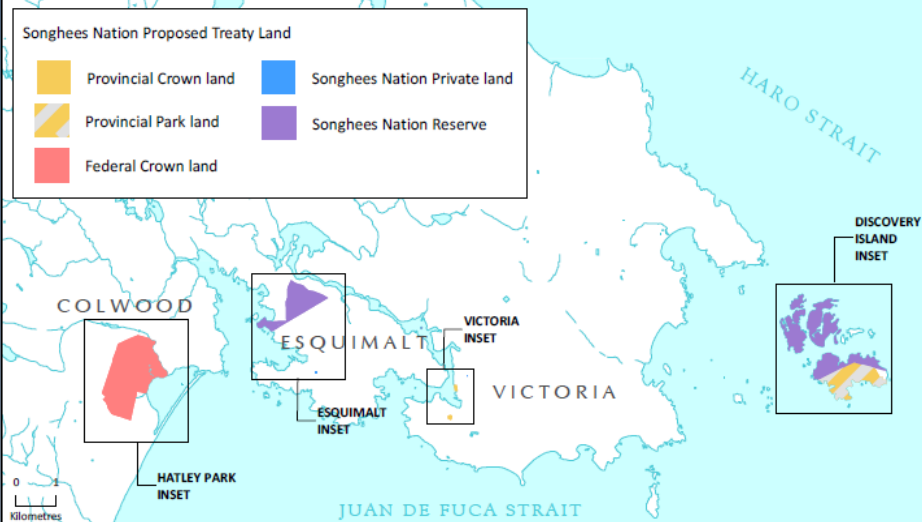 Songhees Nation Proposed Treaty Land
Provincial Crown land
Songhees Nation Private land
Provincial Park land
Songhees Nation Reserve
Federal Crown land
HARO STRAIT
DISCOVERY
ISLAND
INSET
COLWOOD
VICTORIA
INSET
ESQUIMALT
VICTORIA
ESQUIMALT
INSET
HATLEY PARK
INSET
0 1
Kilometres
JUAN DE FUCA STRAIT